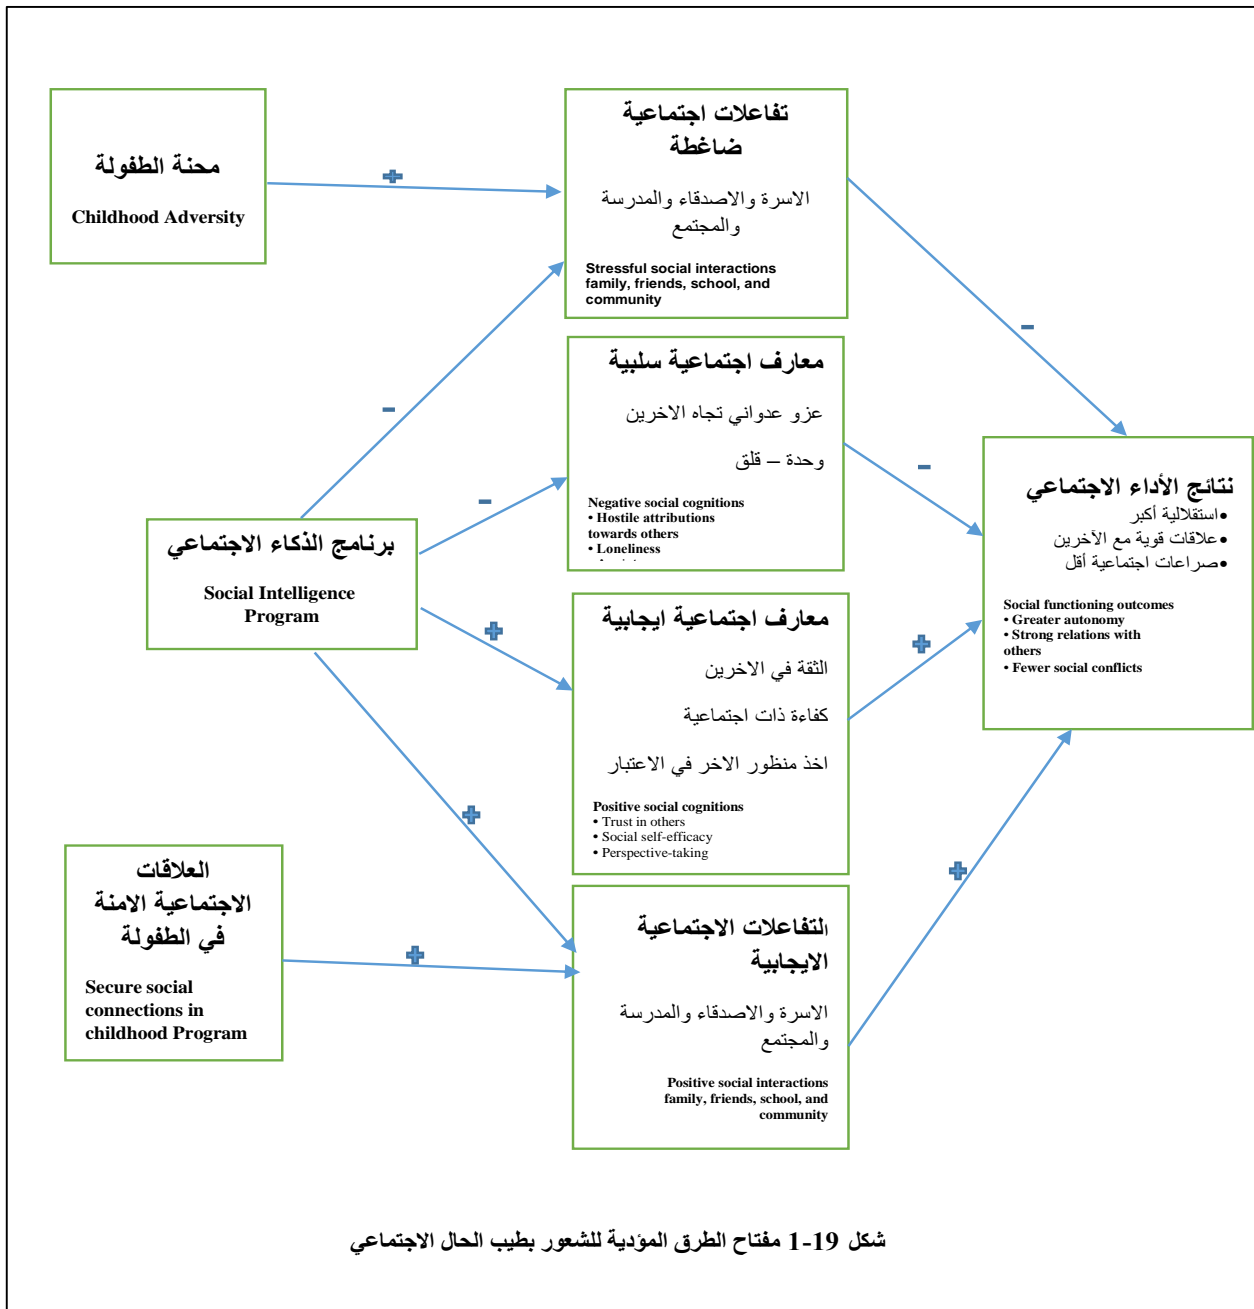 محنة الطفولة
Childhood Adversity
تفاعلات اجتماعية
ضاغطة
الاسرة والاصدقاء والمدرسة
والمجتمع
Stressful social interactions
family, friends, school, and
community
+
-
-
معارف اجتماعية سلبية
عزو عدواني تجاه الاخرين
وحدة – قلق
Negative social cognitions
• Hostile attributions
towards others
• Loneliness
-
-
برنامج الذكاء الاجتماعي
Social Intelligence
Program
نتائج الأداء الاجتماعي
•استقلالية أكبر
•علاقات قوية مع الآخرين
•صراعات اجتماعية أقل
Social functioning outcomes
• Greater autonomy
• Strong relations with
others
• Fewer social conflicts
معارف اجتماعية ايجابية
الثقة في الاخرين
كفاءة ذات اجتماعية
اخذ منظور الاخر في الاعتبار
Positive social cognitions
• Trust in others
• Social self-efficacy
• Perspective-taking
+
+
+
+
+
العلاقات
الاجتماعية الامنة
في الطفولة
Secure social
connections in
childhood Program
التفاعلات الاجتماعية
الايجابية
الاسرة والاصدقاء والمدرسة
والمجتمع
Positive social interactions
family, friends, school, and
community
شكل 19-1 مفتاح الطرق المؤدية للشعور بطيب الحال الاجتماعي